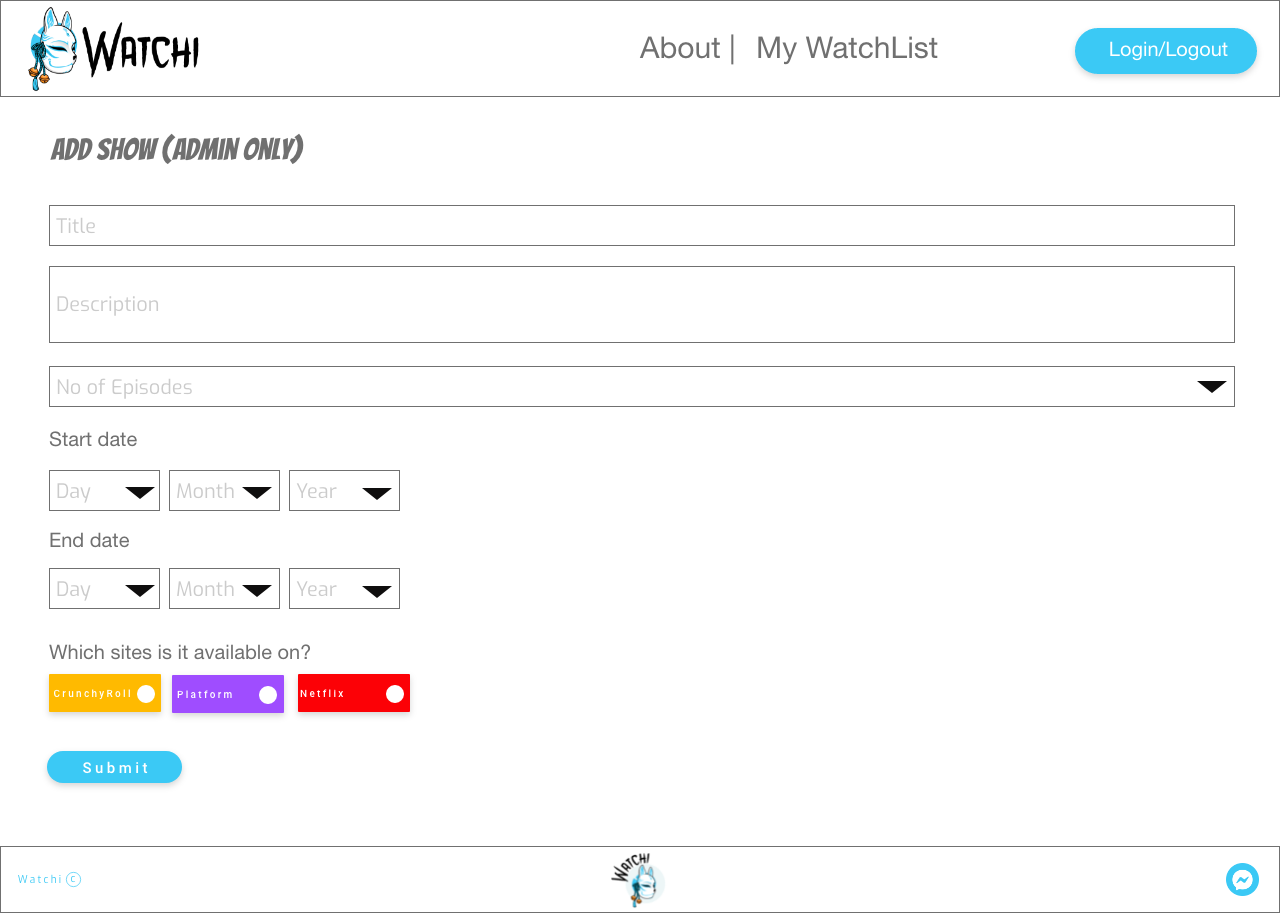 Watchi
About | My WatchList
Login/Logout
ADD SHOW (ADMIN ONLY)
Title
Description
No of Episodes
Start date
Day Month Year
End date
Day Month Year
Which sites is it available on?
CrunchyRoll Platform Netflix
Submit
Watchi C
Watchi